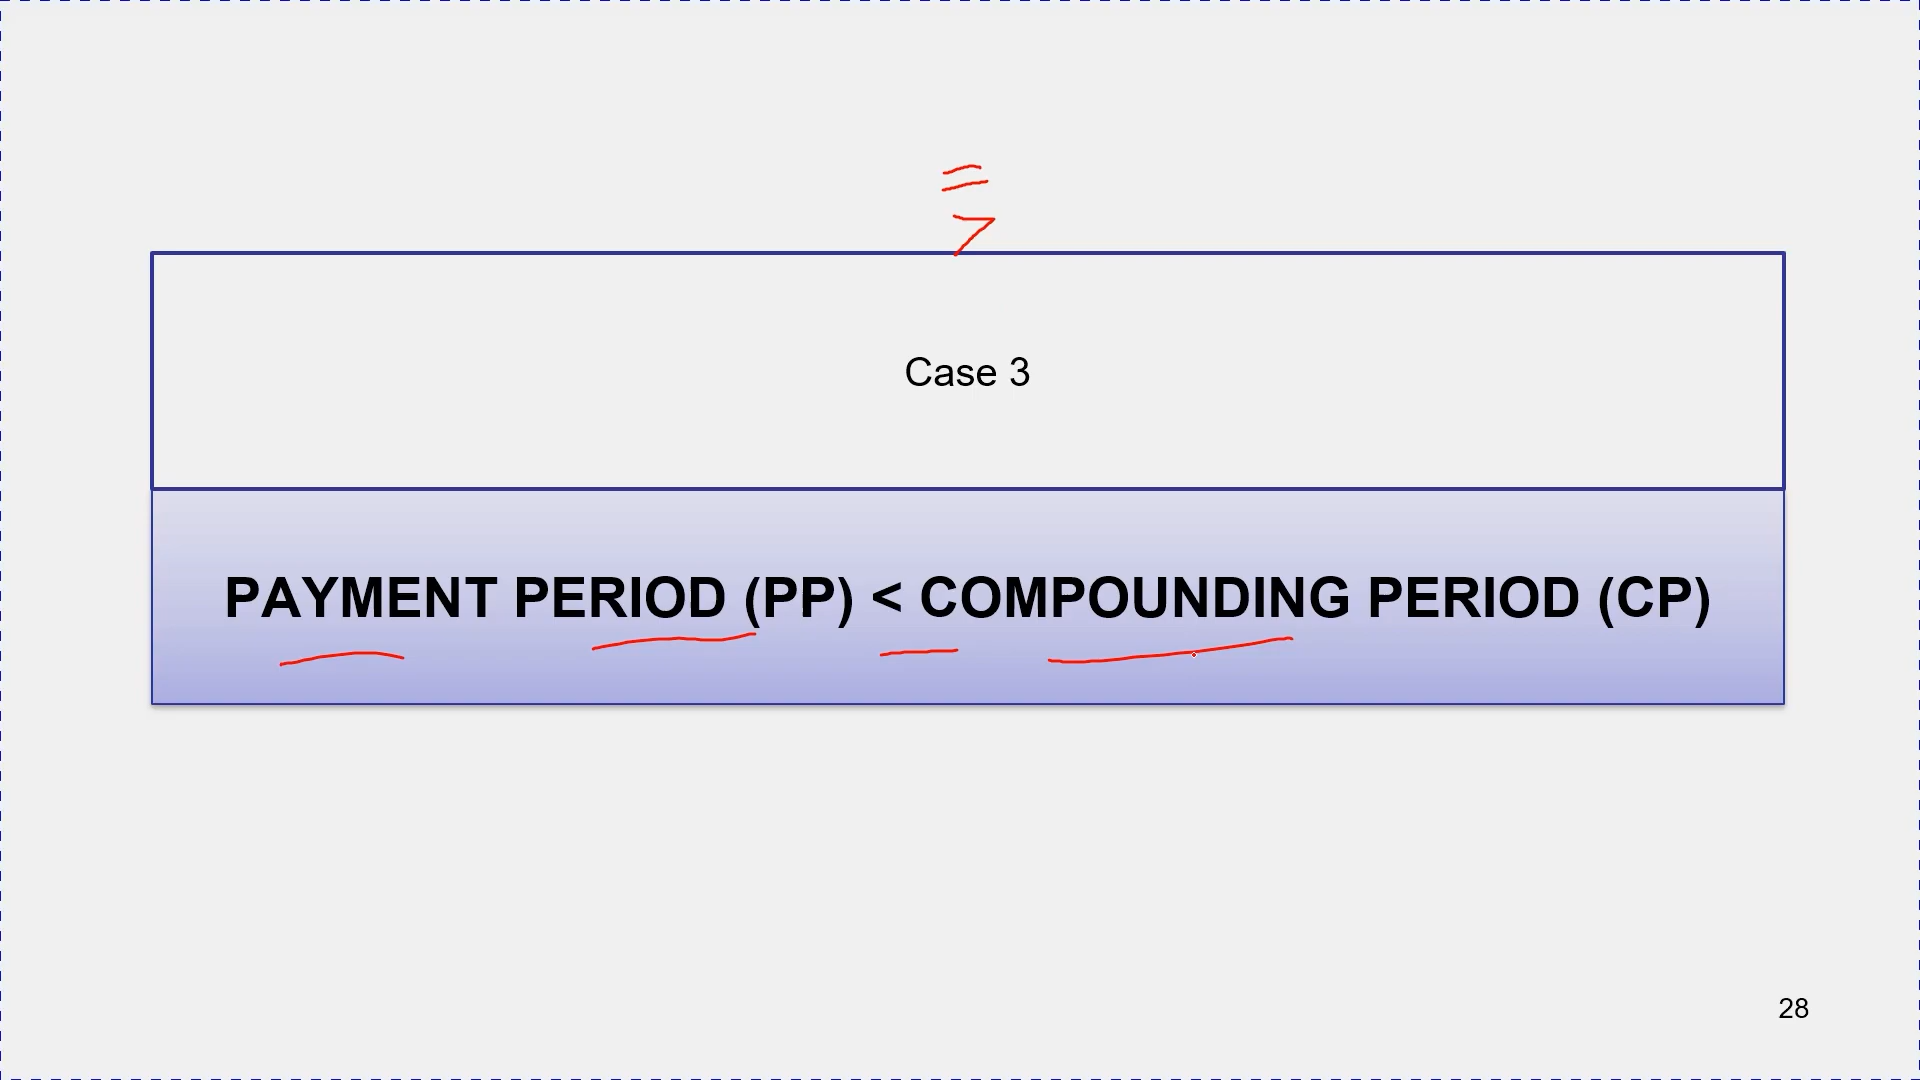 =
>
Case 3
PAYMENT PERIOD (PP) < COMPOUNDING PERIOD (CP)
28